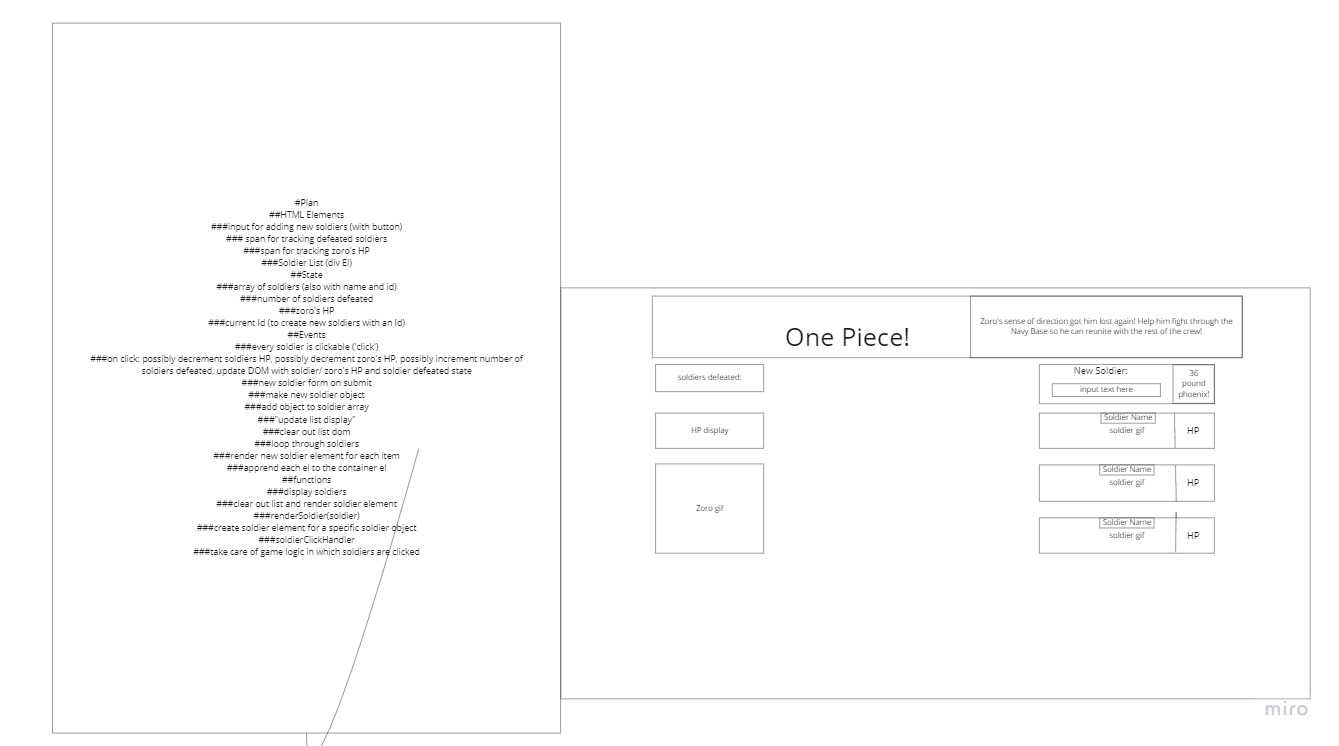 #Plan
##HTML Elements
###input for adding new soldiers (with button)
### span for tracking defeated soldiers
###span for tracking zoro's HP
###Soldier List (div El)
##State
###array of soldiers (also with name and id)
###number of soldiers defeated
###zoro's HP
###current Id (to create new soldiers with an Id)
##Events
###every soldier is clickable ('click')
###on click: possibly decrement soldiers HP, possibly decrement zoro's HP, possibly increment number of
soldiers defeated, update DOM with soldier/ zoro's HP and soldier defeated state
###new soldier form on submit
###make new soldier object
###add object to soldier array
###"update list display"
###clear out list dom
###loop through soldiers
###render new soldier element for each item
###apprend each el to the container el
##functions
###display soldiers
###clear out list and render soldier element
###renderSoldier(soldier)
###create soldier element for a specific soldier object
###soldierClickHandler
###take care of game logic in which soldiers are clicked
One Piece!
Zoro's sense of direction got him lost again! Help him fight through the
Navy Base so he can reunite with the rest of the crew!
soldiers defeated:
HP display
Zoro gif
New Soldier:
input text here
36
pound
phoenix!
Soldier Name
soldier gif
HP
Soldier Name
soldier gif
HP
Soldier Name
soldier gif
HP
miro